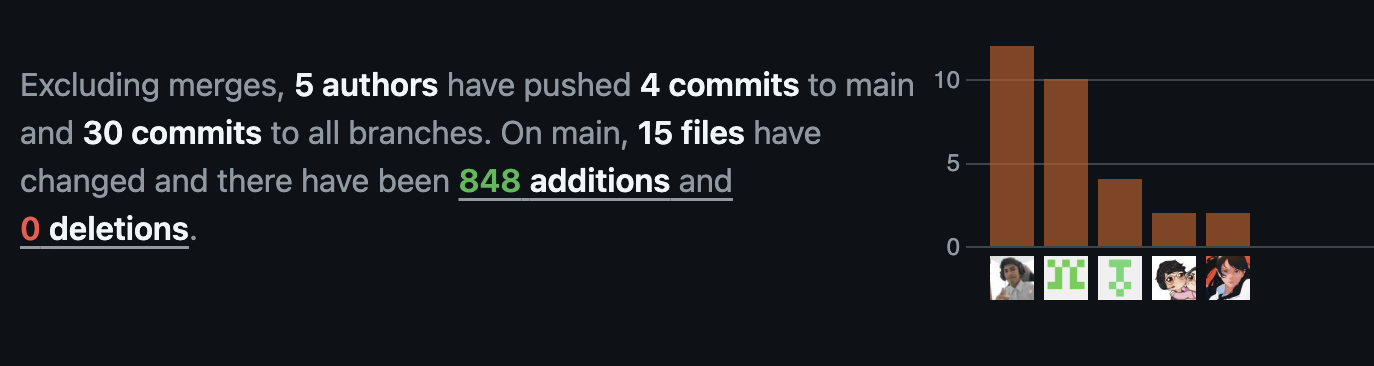 Excluding merges, 5 authors have pushed 4 commits to main
and 30 commits to all branches. On main, 15 files have
changed and there have been 848 additions and
0 deletions.
10
5
0